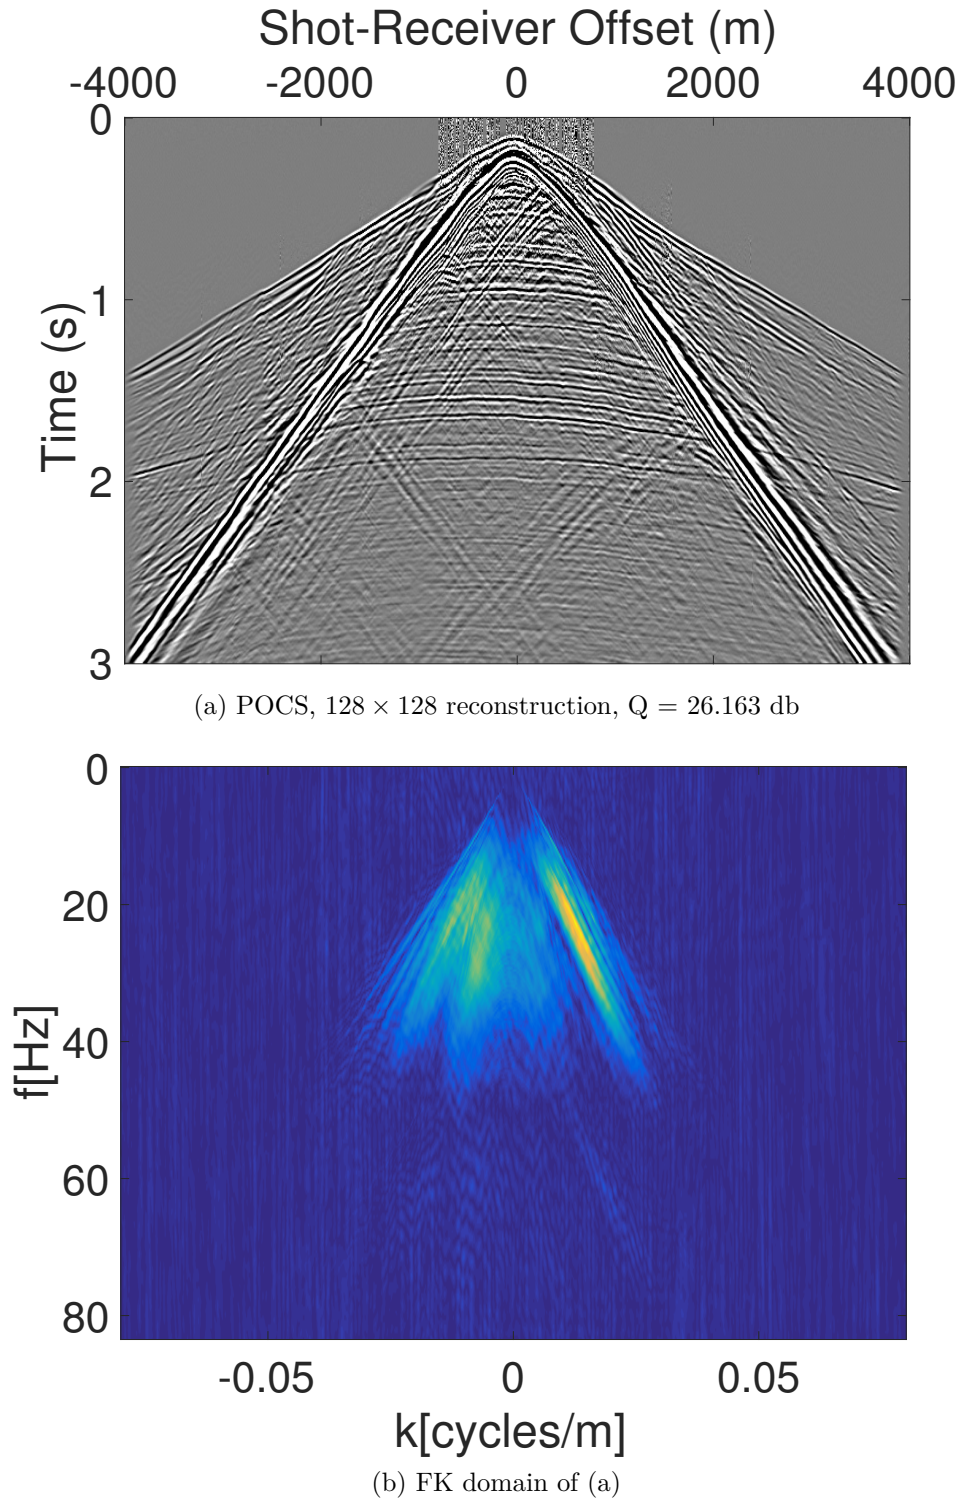 Shot-Receiver Offset (m)
-4000 -2000 0 2000 4000
0
1
2
3
Time (s)
(a) POCS, 128 × 128 reconstruction, Q = 26.163 db
0
20
40
60
80
f[Hz]
-0.05 0 0.05
k[cycles/m]
(b) FK domain of (a)